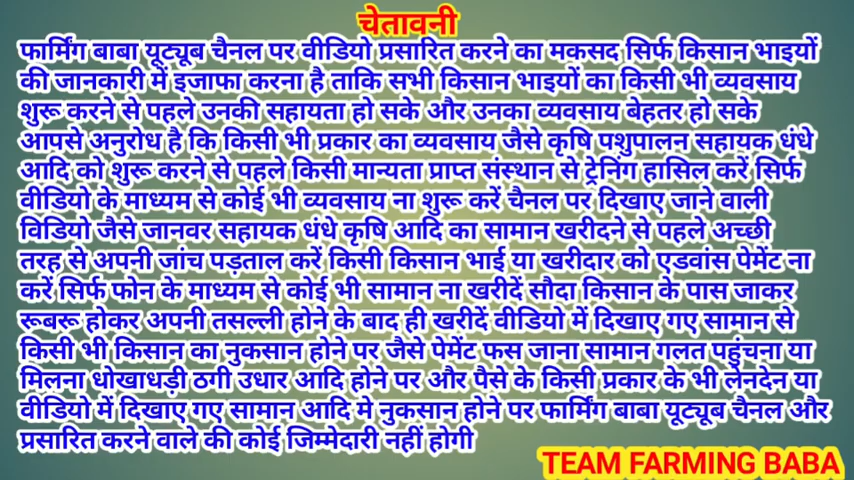 चेतावनी
फार्मिंग बाबा यूट्यूब चैनल पर वीडियो प्रसारित करने का मकसद सिर्फ किसान भाइयों
की जानकारी में इजाफा करना है ताकि सभी किसान भाइयों का किसी भी व्यवसाय
शुरू करने से पहले उनकी सहायता हो सके और उनका व्यवसाय बेहतर हो सके
आपसे अनुरोध है कि किसी भी प्रकार का व्यवसाय जैसे कृषि पशुपालन सहायक धंधे
आदि को शुरू करने से पहले किसी मान्यता प्राप्त संस्थान से ट्रेनिंग हासिल करें सिर्फ
वीडियो के माध्यम से कोई भी व्यवसाय ना शुरू करें चैनल पर दिखाए जाने वाली
विडियो जैसे जानवर सहायक धंधे कृषि आदि का सामान खरीदने से पहले अच्छी
तरह से अपनी जांच पड़ताल करें किसी किसान भाई या खरीदार को एडवांस पेमेंट ना
करें सिर्फ फोन के माध्यम से कोई भी सामान ना खरीदें सौदा किसान के पास जाकर
रूबरू होकर अपनी तसल्ली होने के बाद ही खरीदें वीडियो में दिखाए गए सामान से
किसी भी किसान का नुकसान होने पर जैसे पेमेंट फस जाना सामान गलत पहुंचना या
मिलना धोखाधड़ी ठगी उधार आदि होने पर और पैसे के किसी प्रकार के भी लेनदेन या
वीडियो में दिखाए गए सामान आदि मे नुकसान होने पर फार्मिंग बाबा यूट्यूब चैनल और
प्रसारित करने वाले की कोई जिम्मेदारी नहीं होगी
TEAM FARMING BABA